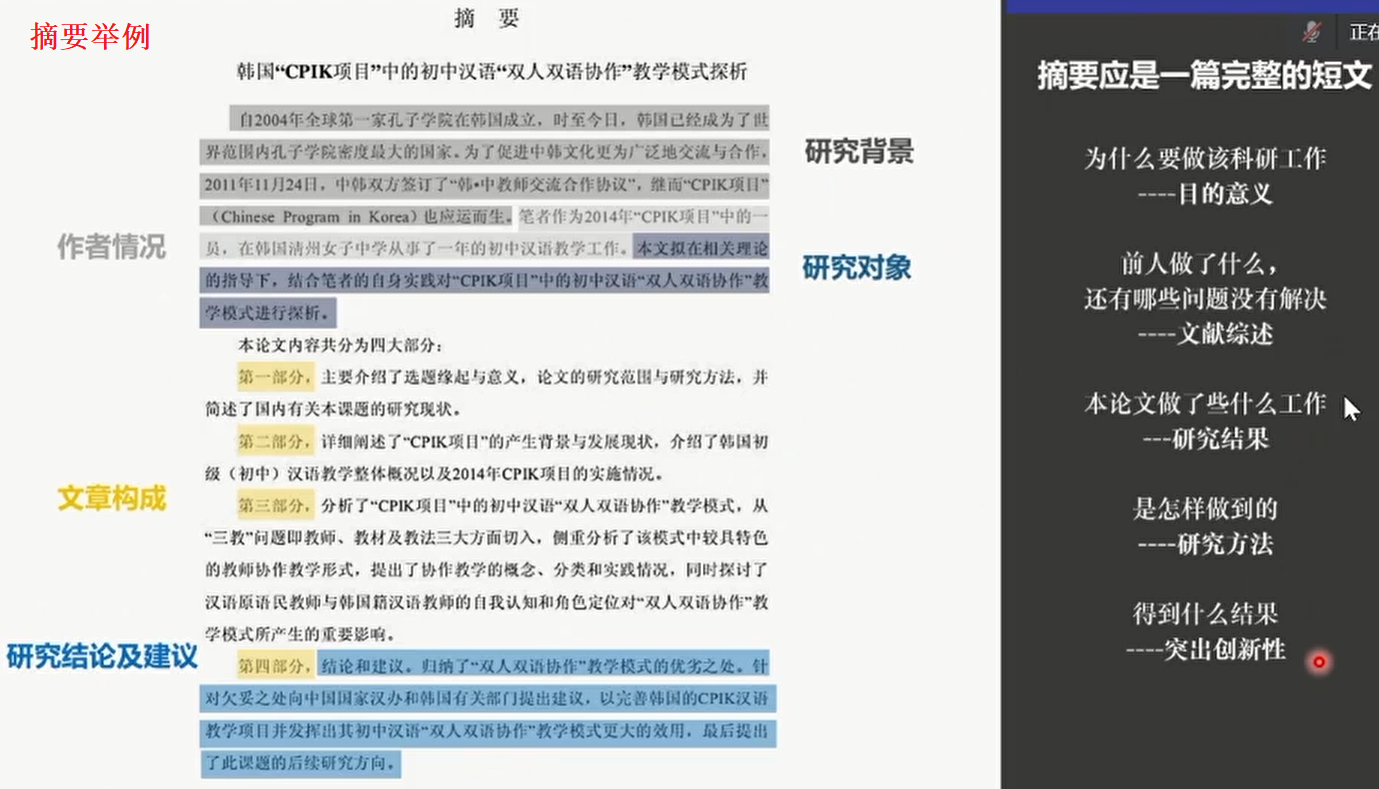 摘要举例
摘 要
韩国“CPIK项目”中的初中汉语“双人双语协作”教学模式探析
自2004年全球第一家孔子学院在韩国成立，时至今日，韩国已经成为了世
界范围内孔子学院密度最大的国家。为了促进中韩文化更为广泛地交流与合作，
2011年11月24日，中韩双方签订了“韩•中教师交流合作协议”，继而“CPIK项目”
（Chinese Program in Korea）也应运而生。笔者作为2014年“CPIK项目”中的一
员，在韩国清州女子中学从事了一年的初中汉语教学工作。本文拟在相关理论
的指导下，结合笔者的自身实践对“CPIK项目”中的初中汉语“双人双语协作”教
学模式进行探析。
本论文内容共分为四大部分：
第一部分，主要介绍了选题缘起与意义，论文的研究范围与研究方法，并
简述了国内有关本课题的研究现状。
第二部分，详细阐述了“CPIK项目”的产生背景与发展现状，介绍了韩国初
级（初中）汉语教学整体概况以及2014年CPIK项目的实施情况。
第三部分，分析了“CPIK项目”中的初中汉语“双人双语协作”教学模式，从
“三教”问题即教师、教材及教法三大方面切入，侧重分析了该模式中较具特色
的教师协作教学形式，提出了协作教学的概念、分类和实践情况，同时探讨了
汉语原语民教师与韩国籍汉语教师的自我认知和角色定位对“双人双语协作”教
学模式所产生的重要影响。
第四部分，结论和建议。归纳了“双人双语协作”教学模式的优劣之处。针
对欠妥之处向中国国家汉办和韩国有关部门提出建议，以完善韩国的CPIK汉语
教学项目并发挥出其初中汉语“双人双语协作”教学模式更大的效用，最后提出
了此课题的后续研究方向。
作者情况
文章构成
研究结论及建议
研究背景
研究对象
正在
摘要应是一篇完整的短文
为什么要做该科研工作
----目的意义
前人做了什么，
还有哪些问题没有解决
----文献综述
本论文做了些什么工作
---研究结果
是怎样做到的
----研究方法
得到什么结果
----突出创新性